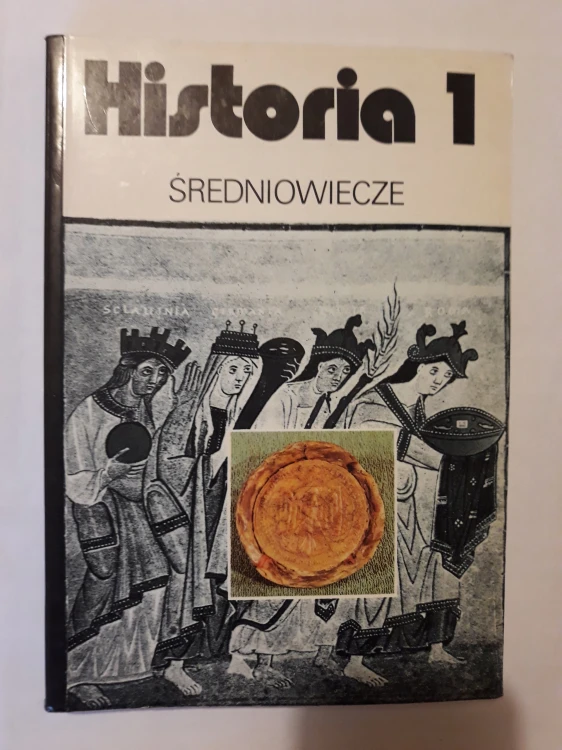 Historia 1
ŚREDNIOWIECZE
SCLAVINIA